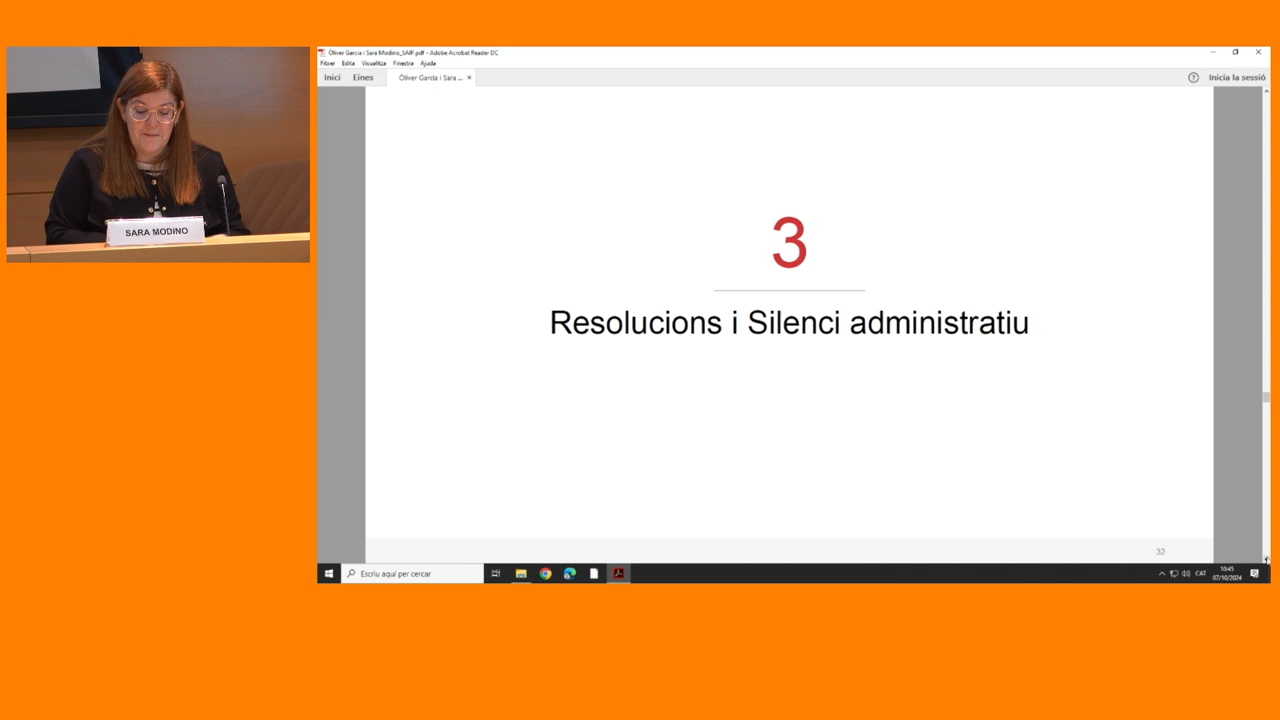 SARA MODINO
Òliver Garcia i Sara Modino_SAIP.pdf - Adobe Acrobat Reader DC
Fitxer Edita Visualitza Finestra Ajuda
Inici Eines Òliver Garcia i Sara ... × Inicia la sessió
3
Resolucions i Silenci administratiu
32
Escriu aquí per cercar
CAT
10:45
07/10/2024